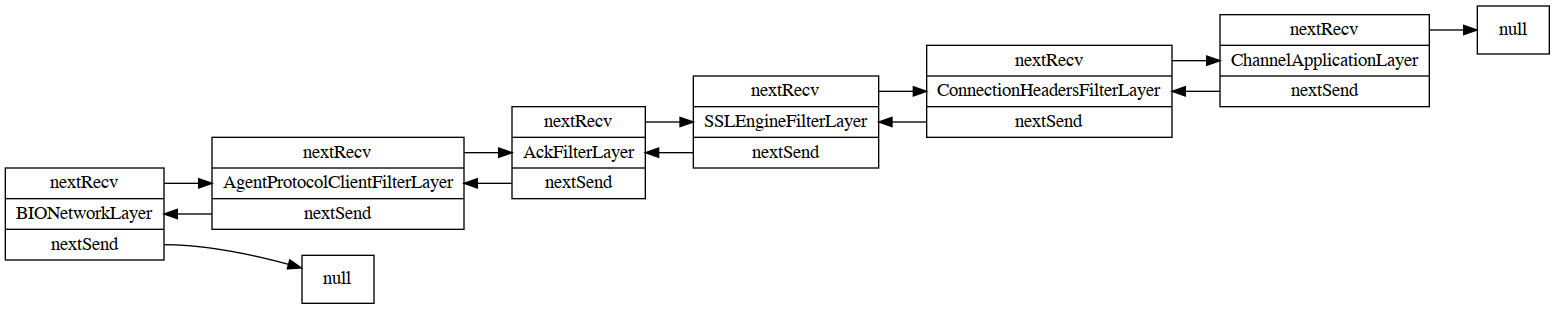 nextRecv
BIONetworkLayer
nextSend
nextRecv
AgentProtocolClientFilterLayer
nextSend
null
nextRecv
AckFilterLayer
nextSend
nextRecv
SSLEngineFilterLayer
nextSend
nextRecv
ConnectionHeadersFilterLayer
nextSend
nextRecv
ChannelApplicationLayer
nextSend
null